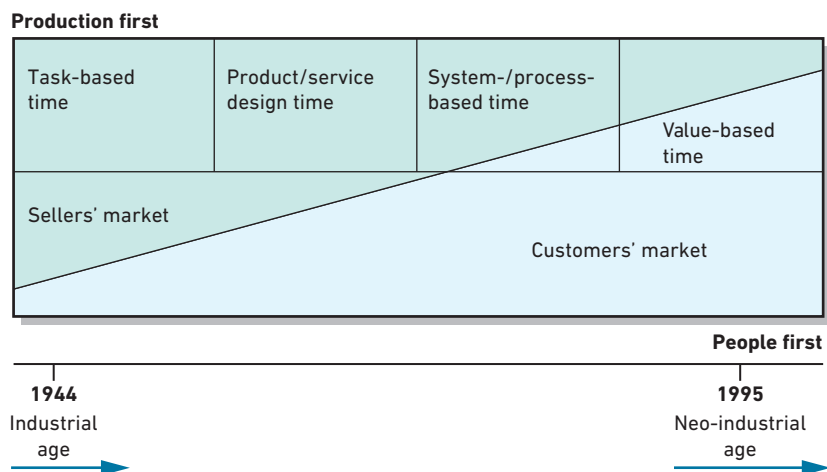 Production first
Task-based
time
Product/service
design time
System-/process-
based time
Value-based
time
Sellers’ market
Customers’ market
People first
1944
Industrial
age
1995
Neo-industrial
age